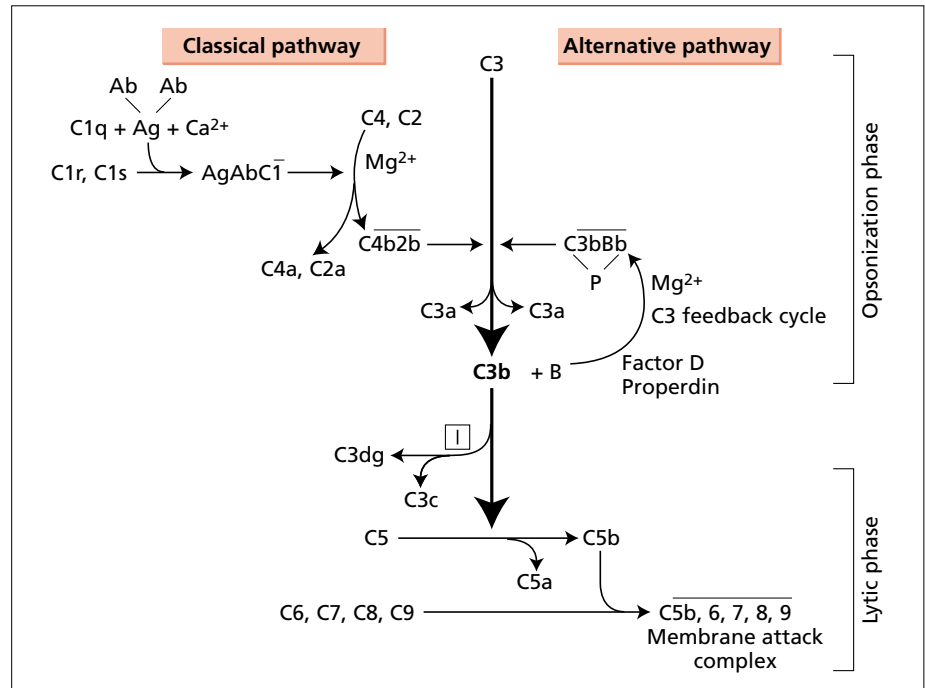 Classical pathway
Alternative pathway
C3
Ab Ab
C1q + Ag + Ca²⁺
C4, C2
Mg²⁺
C1r, C1s
AgAbC1̅
C4b2b
C3bBb
P
C4a, C2a
Mg²⁺
C3a
C3a
C3 feedback cycle
C3b + B
Factor D
Properdin
Opsonization phase
I
C3dg
C3c
C5
C5b
C5a
C6, C7, C8, C9
C5b, 6, 7, 8, 9
Membrane attack
complex
Lytic phase